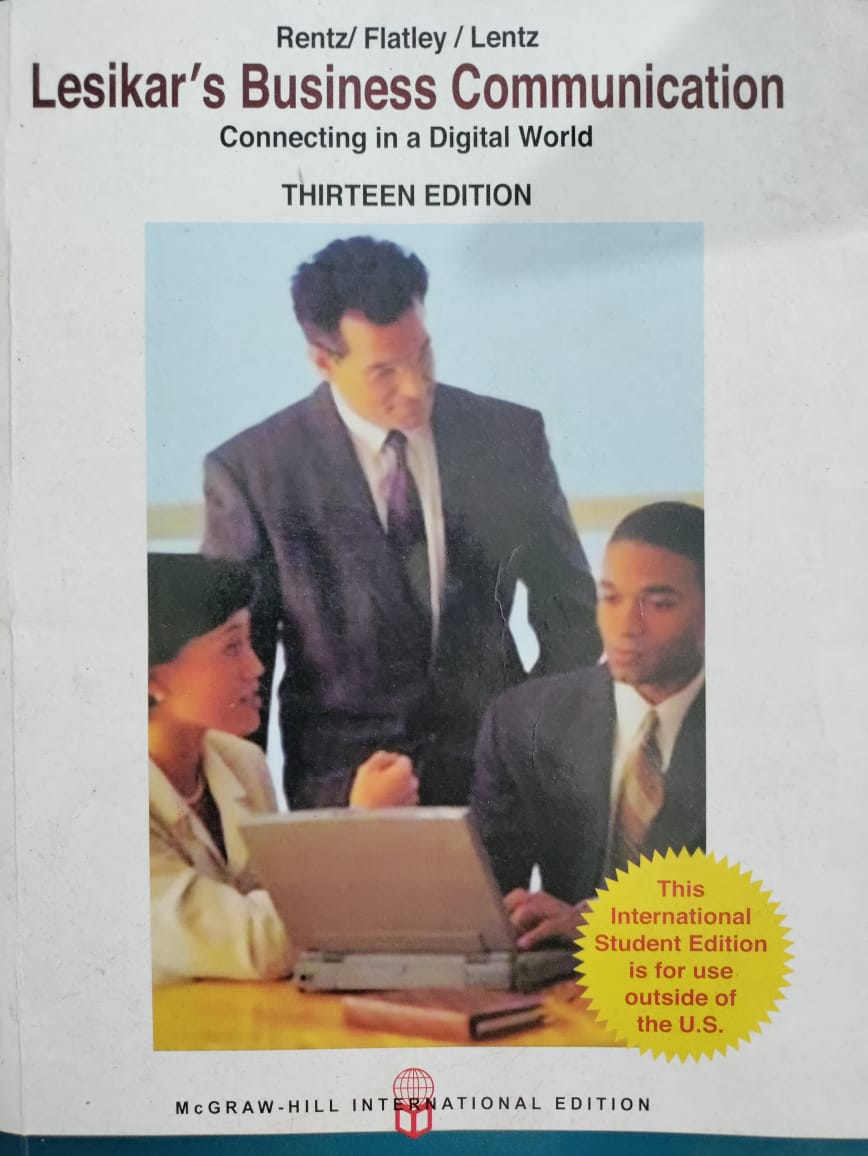 Rentz/ Flatley / Lentz
Lesikar's Business Communication
Connecting in a Digital World
THIRTEEN EDITION
This
International
Student Edition
is for use
outside of
the U.S.
McGRAW-HILL INTERNATIONAL EDITION